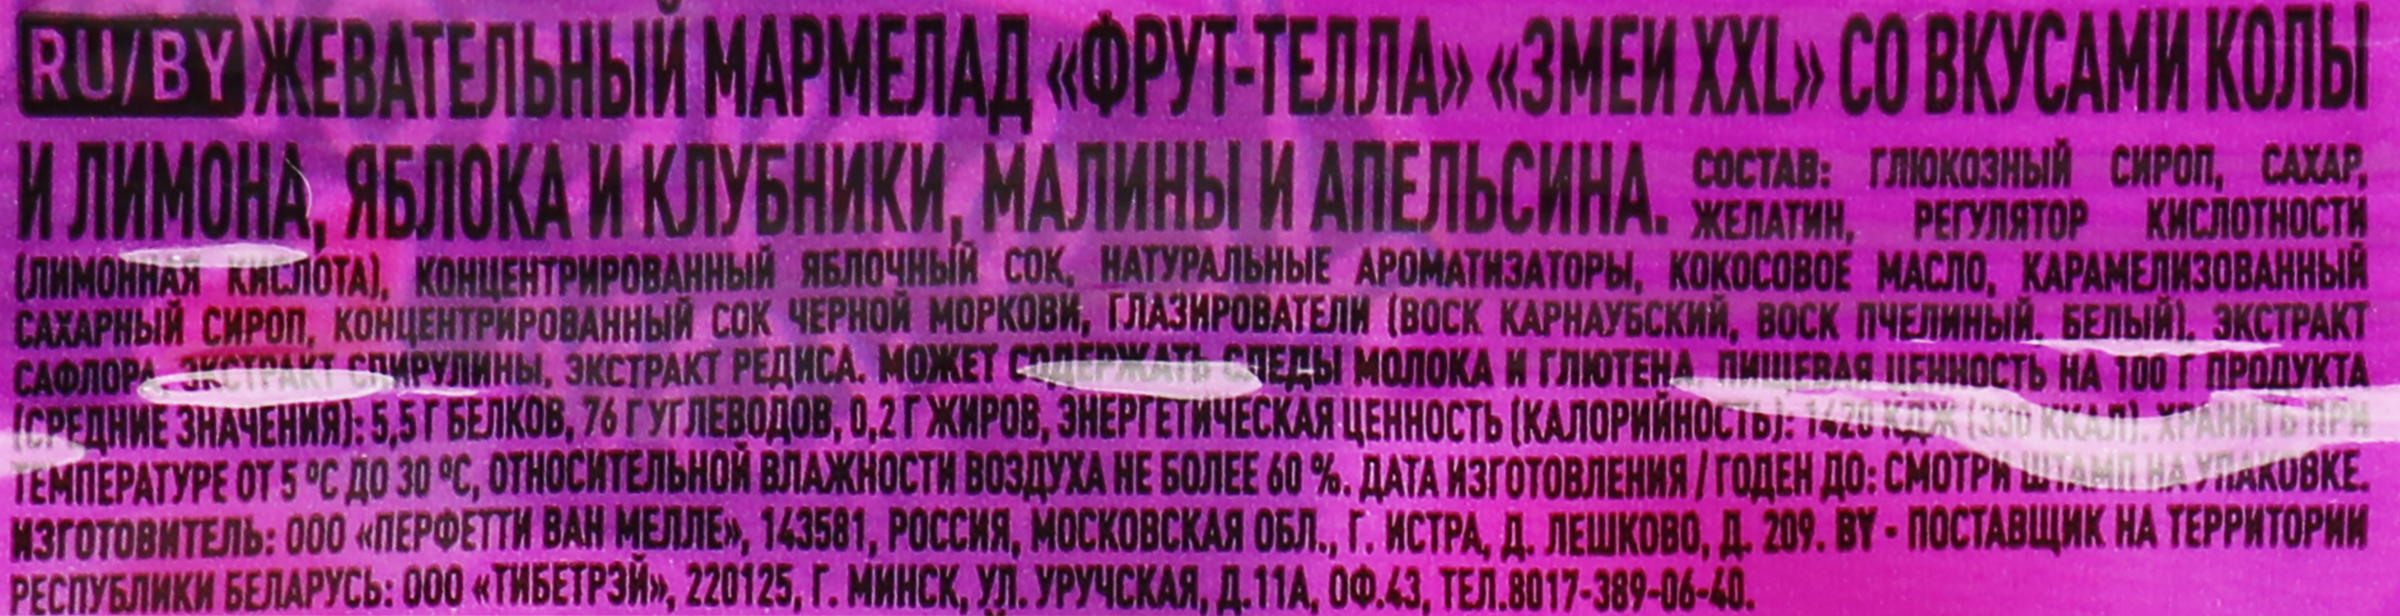 RU/BY ЖЕВАТЕЛЬНЫЙ МАРМЕЛАД «ФРУТ-ТЕЛЛА» «ЗМЕИ XXL» СО ВКУСАМИ КОЛЫ
И ЛИМОНА, ЯБЛОКА И КЛУБНИКИ, МАЛИНЫ И АПЕЛЬСИНА. СОСТАВ: ГЛЮКОЗНЫЙ СИРОП, САХАР,
ЖЕЛАТИН, РЕГУЛЯТОР КИСЛОТНОСТИ
(ЛИМОННАЯ КИСЛОТА), КОНЦЕНТРИРОВАННЫЙ ЯБЛОЧНЫЙ СОК, НАТУРАЛЬНЫЕ АРОМАТИЗАТОРЫ, КОКОСОВОЕ МАСЛО, КАРАМЕЛИЗОВАННЫЙ
САХАРНЫЙ СИРОП, КОНЦЕНТРИРОВАННЫЙ СОК ЧЕРНОЙ МОРКОВИ, ГЛАЗИРОВАТЕЛИ (ВОСК КАРНАУБСКИЙ, ВОСК ПЧЕЛИНЫЙ. БЕЛЫЙ). ЭКСТРАКТ
САФЛОРА, ЭКСТРАКТ СПИРУЛИНЫ, ЭКСТРАКТ РЕДИСА. МОЖЕТ СОДЕРЖАТЬ СЛЕДЫ МОЛОКА И ГЛЮТЕНА. ПИЩЕВАЯ ЦЕННОСТЬ НА 100 Г ПРОДУКТА
(СРЕДНИЕ ЗНАЧЕНИЯ): 5,5 Г БЕЛКОВ, 76 Г УГЛЕВОДОВ, 0,2 Г ЖИРОВ, ЭНЕРГЕТИЧЕСКАЯ ЦЕННОСТЬ (КАЛОРИЙНОСТЬ): 1420 КДЖ (330 ККАЛ). ХРАНИТЬ ПРИ
ТЕМПЕРАТУРЕ ОТ 5 ºС ДО 30 ºС, ОТНОСИТЕЛЬНОЙ ВЛАЖНОСТИ ВОЗДУХА НЕ БОЛЕЕ 60 %. ДАТА ИЗГОТОВЛЕНИЯ / ГОДЕН ДО: СМОТРИ ШТАМП НА УПАКОВКЕ.
ИЗГОТОВИТЕЛЬ: ООО «ПЕРФЕТТИ ВАН МЕЛЛЕ», 143581, РОССИЯ, МОСКОВСКАЯ ОБЛ., Г. ИСТРА, Д. ЛЕШКОВО, Д. 209. BY - ПОСТАВЩИК НА ТЕРРИТОРИИ
РЕСПУБЛИКИ БЕЛАРУСЬ: ООО «ТИБЕТРЭЙ», 220125, Г. МИНСК, УЛ. УРУЧСКАЯ, Д.11А, ОФ.43, ТЕЛ.8017-389-06-40.